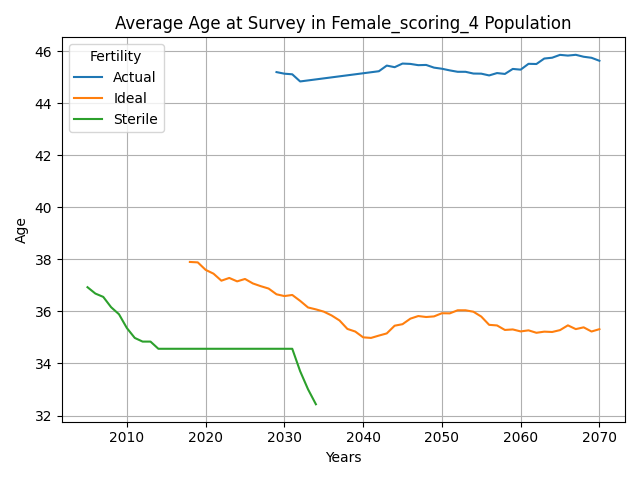 Average Age at Survey in Female_scoring_4 Population
Fertility
Actual
Ideal
Sterile
46
44
42
40
38
36
34
32
Age
2010
2020
2030
2040
2050
2060
2070
Years